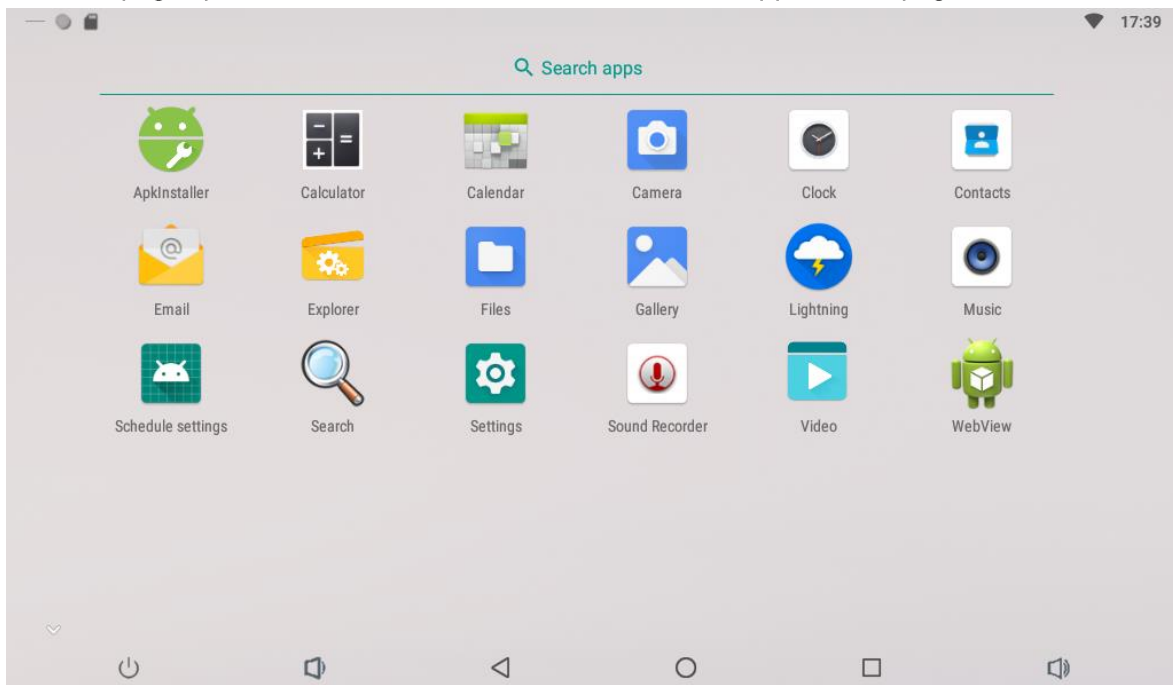 17:39
Search apps
ApkInstaller Calculator Calendar Camera Clock Contacts
@
Email Explorer Files Gallery Lightning Music
Schedule settings Search Settings Sound Recorder Video WebView